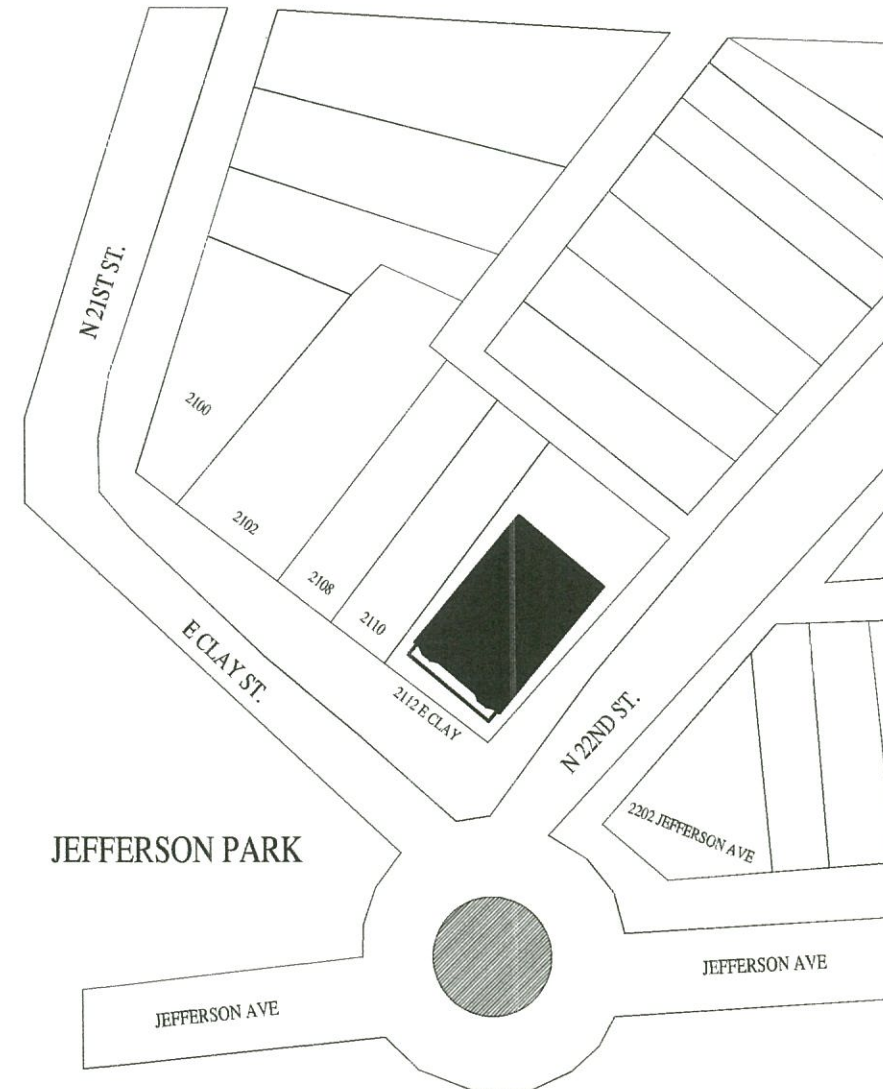 N 21ST ST.
2100
2102
2108
2110
E CLAY ST.
2112 E CLAY
N 22ND ST.
2202 JEFFERSON AVE
JEFFERSON PARK
JEFFERSON AVE
JEFFERSON AVE